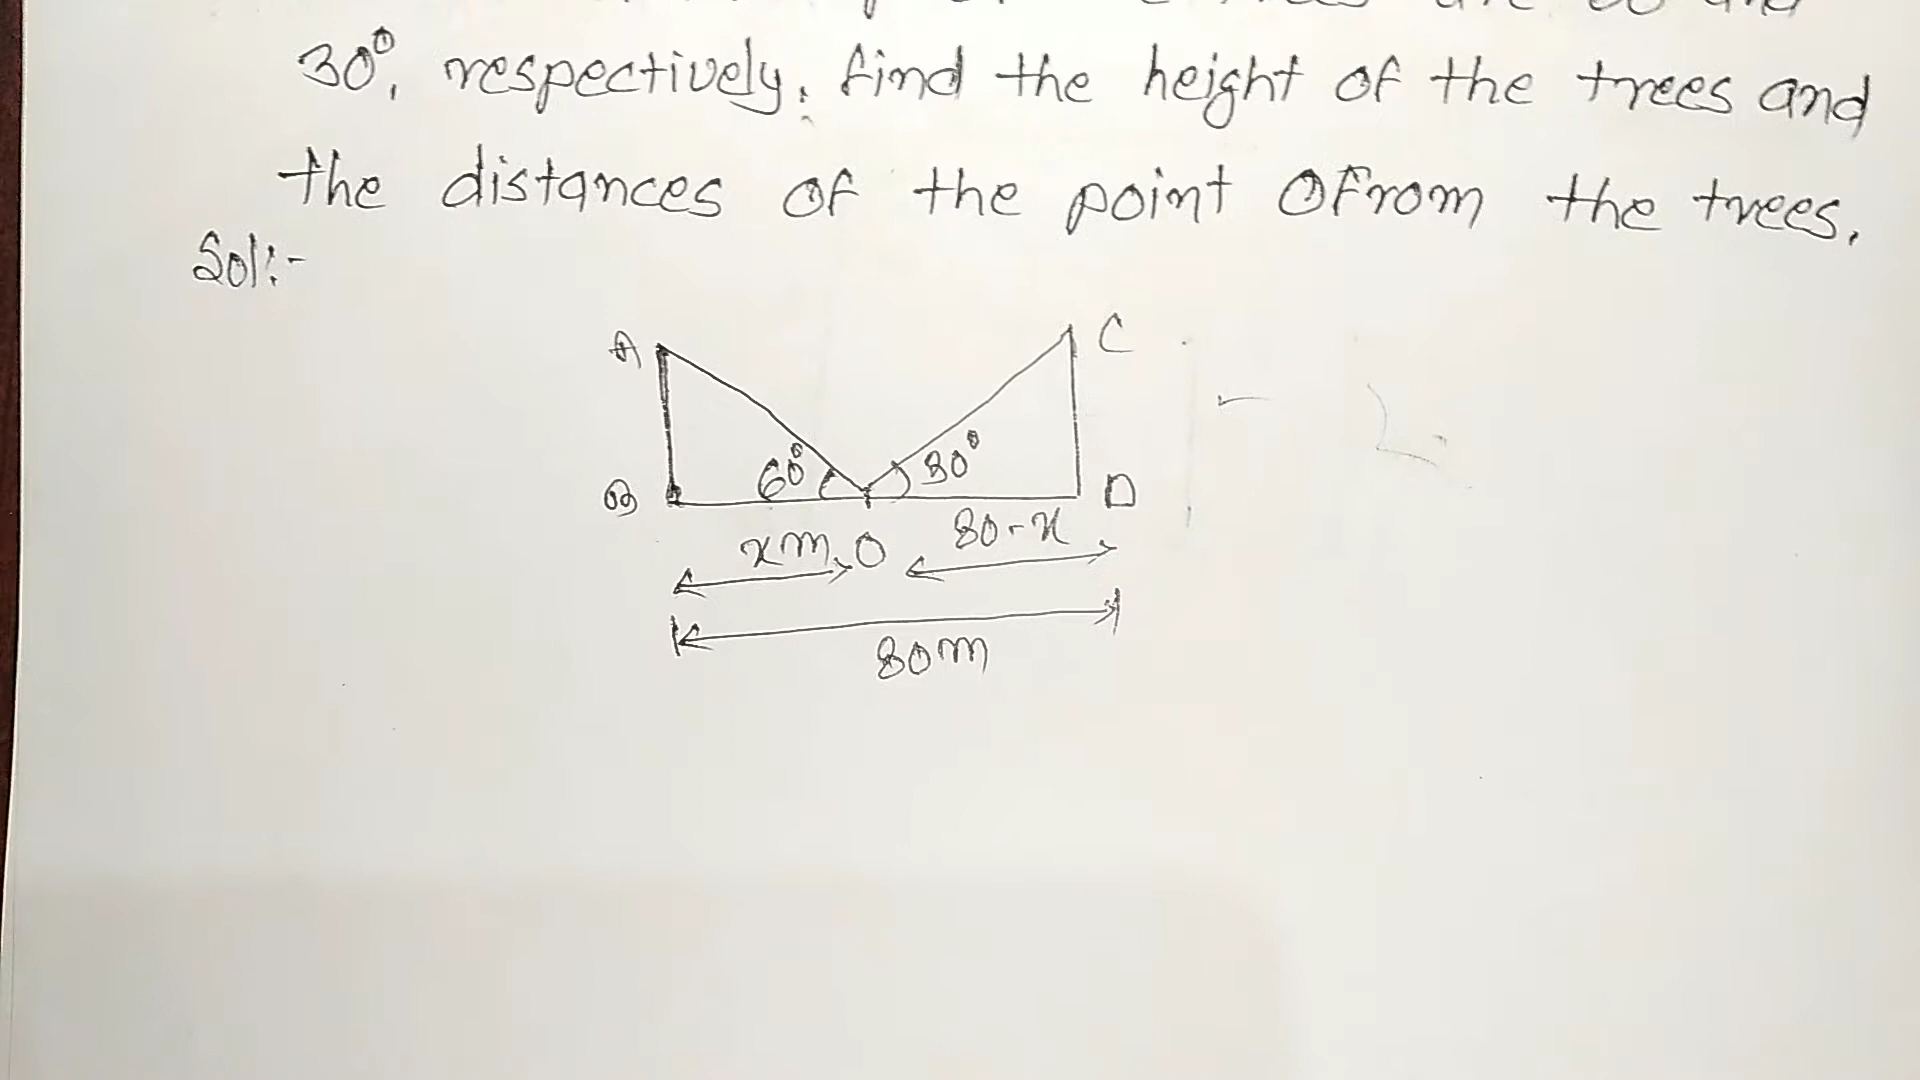 30°, respectively. find the height of the trees and
the distances of the point O from the trees.
Sol:-
A
C
60°
30°
B
D
x m
O
80-x
80m